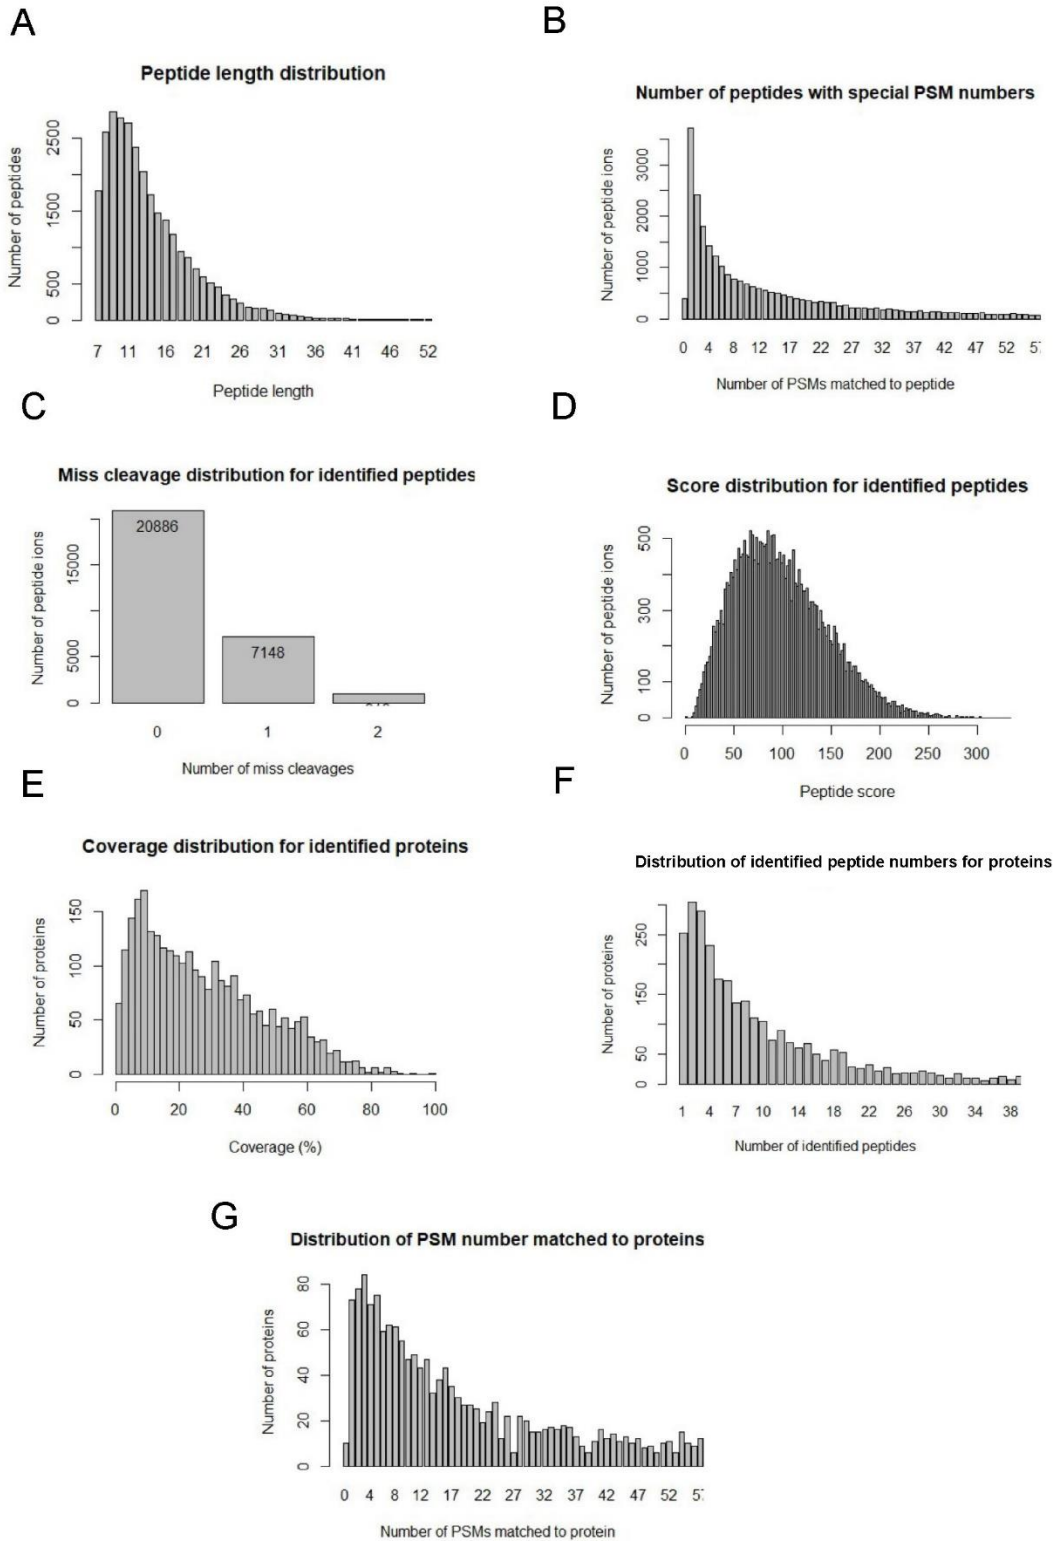 A
Peptide length distribution
Number of peptides
2500
1500
500
0
7 11 16 21 26 31 36 41 46 52
Peptide length
B
Number of peptides with special PSM numbers
Number of peptide ions
3000
2000
1000
0
0 4 8 12 17 22 27 32 37 42 47 52
Number of PSMs matched to peptide
C
Miss cleavage distribution for identified peptides
Number of peptide ions
15000
5000
0
20886
7148
0 1 2
Number of miss cleavages
D
Score distribution for identified peptides
Number of peptide ions
500
300
100
0
0 50 100 150 200 250 300
Peptide score
E
Coverage distribution for identified proteins
Number of proteins
150
100
50
0
0 20 40 60 80 100
Coverage (%)
F
Distribution of identified peptide numbers for proteins
Number of proteins
250
150
50
0
1 4 7 10 14 18 22 26 30 34 38
Number of identified peptides
G
Distribution of PSM number matched to proteins
Number of proteins
80
60
40
20
0
0 4 8 12 17 22 27 32 37 42 47 52
Number of PSMs matched to protein